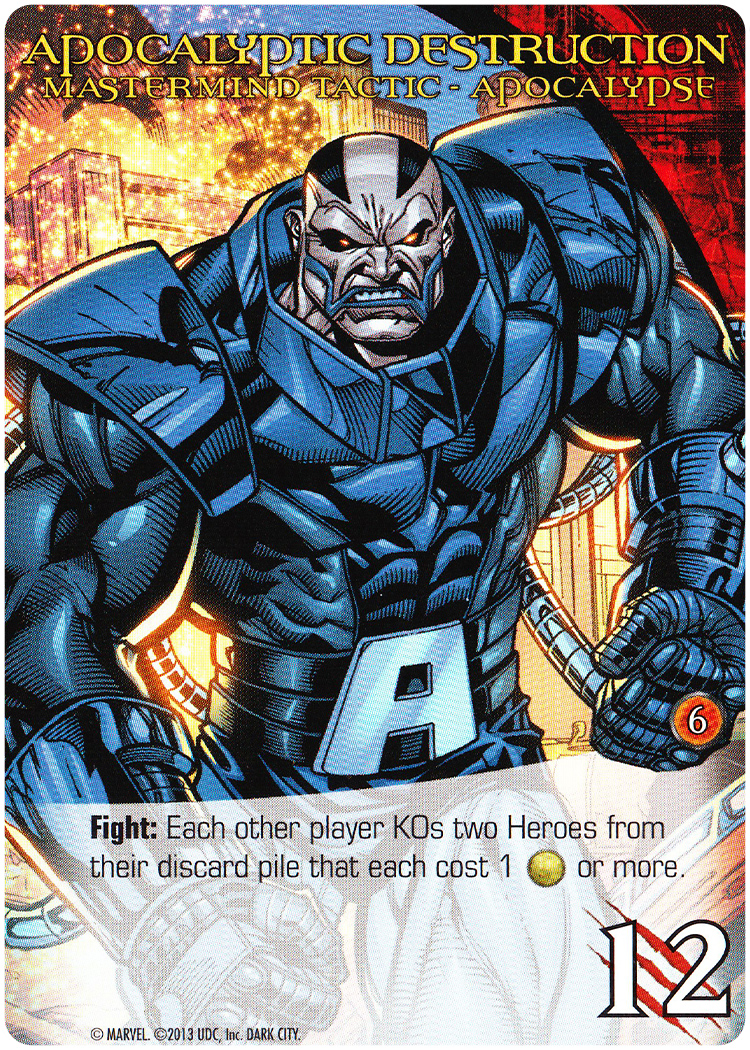 APOCALYPTIC DESTRUCTION
MASTERMIND TACTIC - APOCALYPSE
A
6
Fight: Each other player KOs two Heroes from
their discard pile that each cost 1 or more.
12
© MARVEL. ©2013 UDC, Inc. DARK CITY.